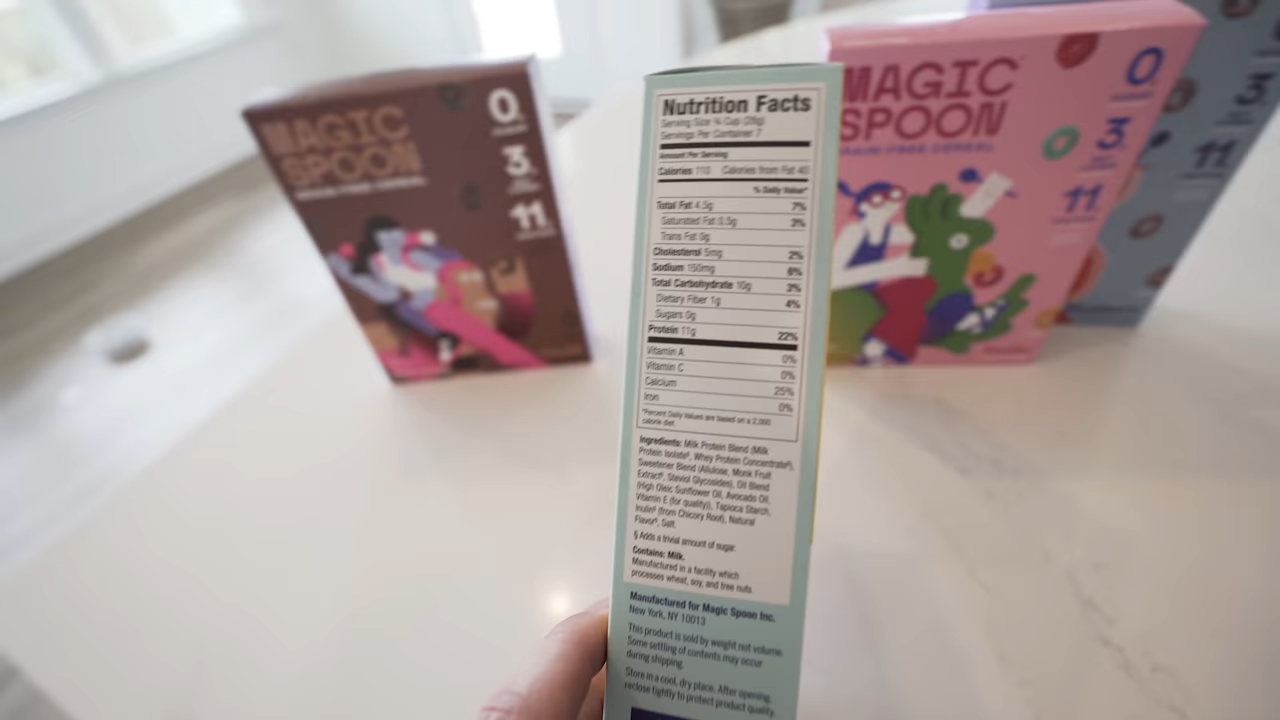 MAGIC
SPOON
GRAIN-FREE CEREAL
0
3
11
Nutrition Facts
Serving Size ¾ Cup (28g)
Servings Per Container 7
Amount Per Serving
Calories 110 Calories from Fat 40
% Daily Value*
Total Fat 4.5g 7%
Saturated Fat 0.5g 3%
Trans Fat 0g
Cholesterol 5mg 2%
Sodium 150mg 6%
Total Carbohydrate 10g 3%
Dietary Fiber 1g 4%
Sugars 0g
Protein 11g 22%
Vitamin A 0%
Vitamin C 0%
Calcium 25%
Iron 0%
*Percent Daily Values are based on a 2,000
calorie diet.
Ingredients: Milk Protein Blend (Milk
Protein Isolate§, Whey Protein Concentrate§),
Sweetener Blend (Allulose, Monk Fruit
Extract§, Steviol Glycosides), Oil Blend
(High Oleic Sunflower Oil, Avocado Oil,
Vitamin E (for quality)), Tapioca Starch,
Inulin§ (from Chicory Root), Natural
Flavor§, Salt.
§ Adds a trivial amount of sugar.
Contains: Milk.
Manufactured in a facility which
processes wheat, soy, and tree nuts.
Manufactured for Magic Spoon Inc.
New York, NY 10013
This product is sold by weight not volume.
Some settling of contents may occur
during shipping.
Store in a cool, dry place. After opening,
reclose tightly to protect product quality.
MAGIC
SPOON
GRAIN-FREE CEREAL
0
3
11
3
11